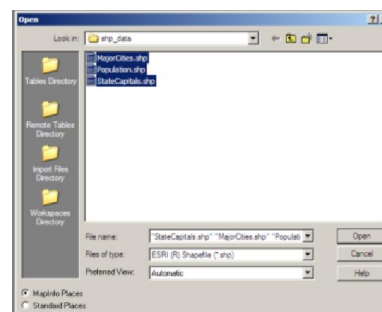 Open
Look in: shp_data
MajorCities.shp
Population.shp
StateCapitals.shp
Tables Directory
Remote Tables
Directory
Import Files
Directory
Workspaces
Directory
File name: "StateCapitals.shp" "MajorCities.shp" "Populati
Open
Files of type: ESRI (R) Shapefile (*.shp)
Cancel
Preferred View: Automatic
Help
MapInfo Places
Standard Places